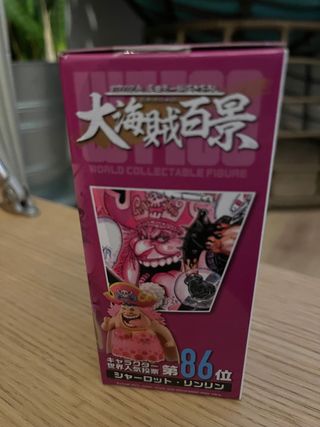 大海賊百景
WORLD COLLECTABLE FIGURE
キャラクター
世界人気投票
第86位
シャーロット・リンリン